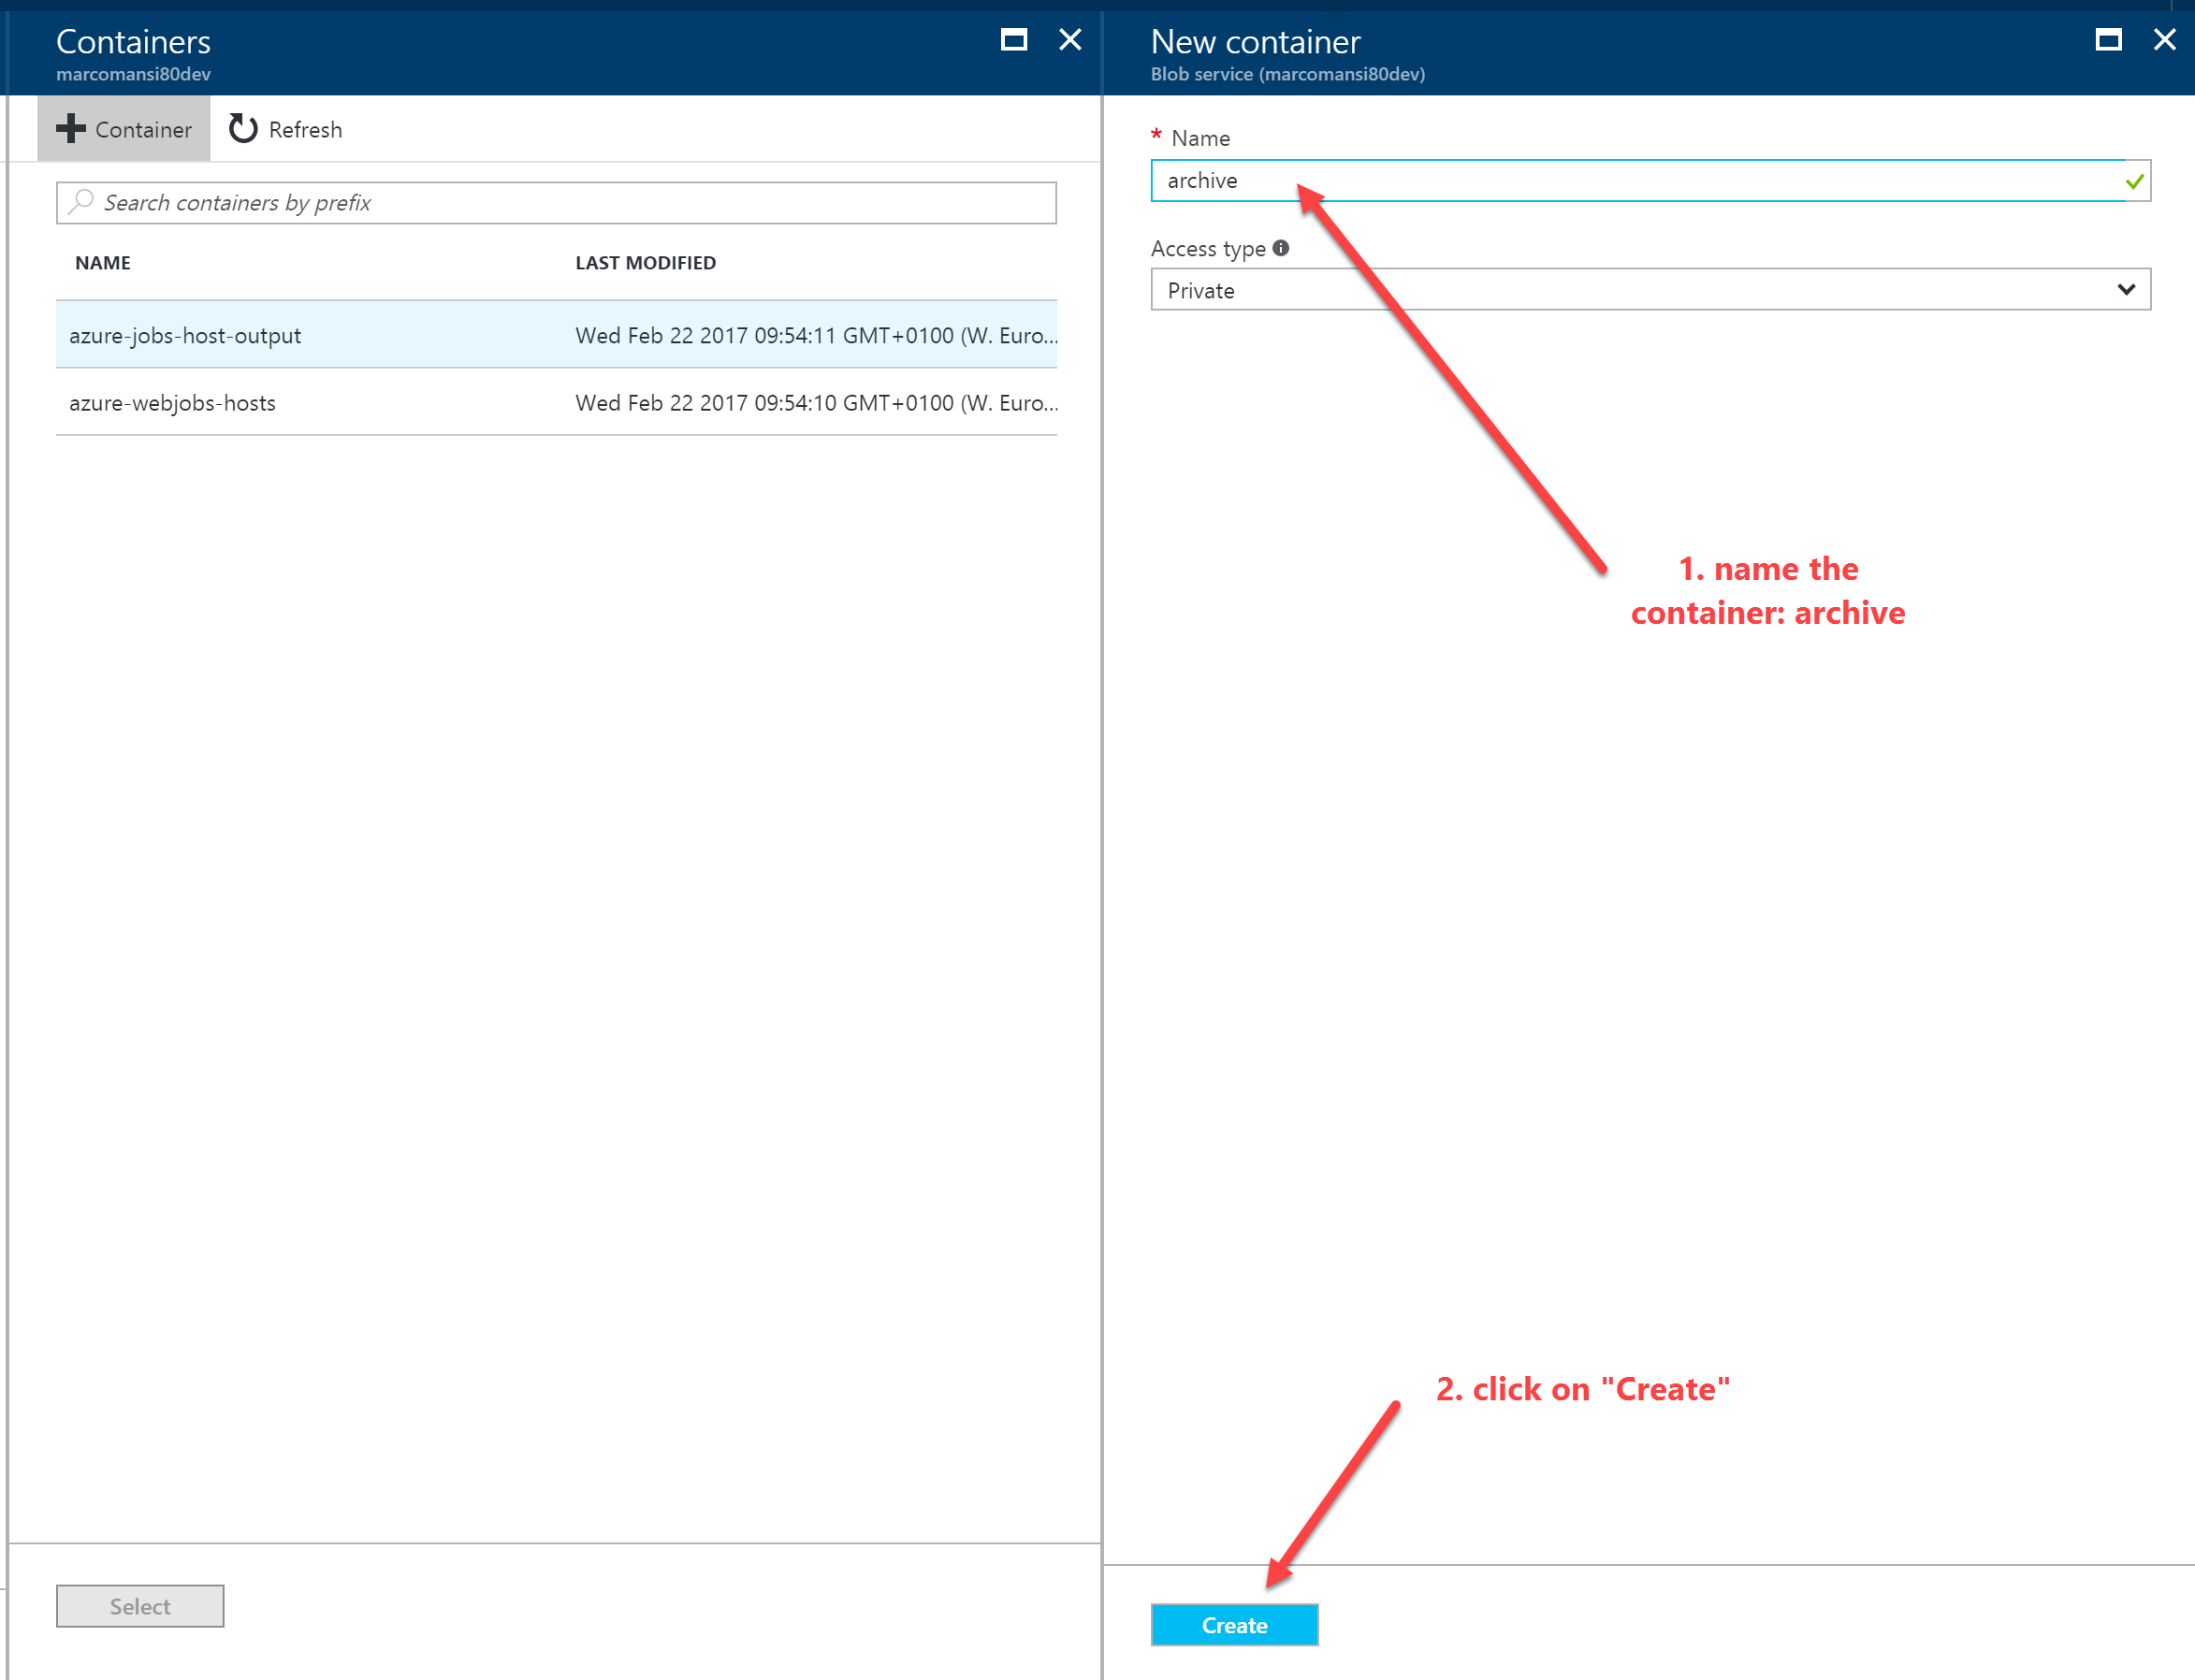 Containers
marcomansi80dev
Container
Refresh
Search containers by prefix
NAME LAST MODIFIED
azure-jobs-host-output Wed Feb 22 2017 09:54:11 GMT+0100 (W. Euro...
azure-webjobs-hosts Wed Feb 22 2017 09:54:10 GMT+0100 (W. Euro...
Select
New container
Blob service (marcomansi80dev)
* Name
archive
Access type
Private
1. name the
container: archive
2. click on "Create"
Create